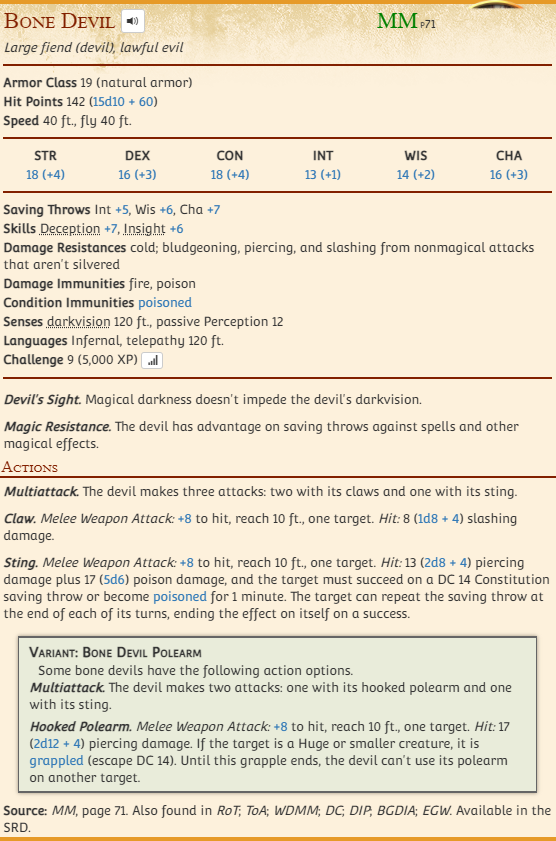 BONE DEVIL
MM p71
Large fiend (devil), lawful evil
Armor Class 19 (natural armor)
Hit Points 142 (15d10 + 60)
Speed 40 ft., fly 40 ft.
STR DEX CON INT WIS CHA
18 (+4) 16 (+3) 18 (+4) 13 (+1) 14 (+2) 16 (+3)
Saving Throws Int +5, Wis +6, Cha +7
Skills Deception +7, Insight +6
Damage Resistances cold; bludgeoning, piercing, and slashing from nonmagical attacks
that aren't silvered
Damage Immunities fire, poison
Condition Immunities poisoned
Senses darkvision 120 ft., passive Perception 12
Languages Infernal, telepathy 120 ft.
Challenge 9 (5,000 XP)
Devil's Sight. Magical darkness doesn't impede the devil's darkvision.
Magic Resistance. The devil has advantage on saving throws against spells and other
magical effects.
ACTIONS
Multiattack. The devil makes three attacks: two with its claws and one with its sting.
Claw. Melee Weapon Attack: +8 to hit, reach 10 ft., one target. Hit: 8 (1d8 + 4) slashing
damage.
Sting. Melee Weapon Attack: +8 to hit, reach 10 ft., one target. Hit: 13 (2d8 + 4) piercing
damage plus 17 (5d6) poison damage, and the target must succeed on a DC 14 Constitution
saving throw or become poisoned for 1 minute. The target can repeat the saving throw at
the end of each of its turns, ending the effect on itself on a success.
VARIANT: BONE DEVIL POLEARM
Some bone devils have the following action options.
Multiattack. The devil makes two attacks: one with its hooked polearm and one
with its sting.
Hooked Polearm. Melee Weapon Attack: +8 to hit, reach 10 ft., one target. Hit: 17
(2d12 + 4) piercing damage. If the target is a Huge or smaller creature, it is
grappled (escape DC 14). Until this grapple ends, the devil can't use its polearm
on another target.
Source: MM, page 71. Also found in RoT; ToA; WDMM; DC; DIP; BGDIA; EGW. Available in the
SRD.